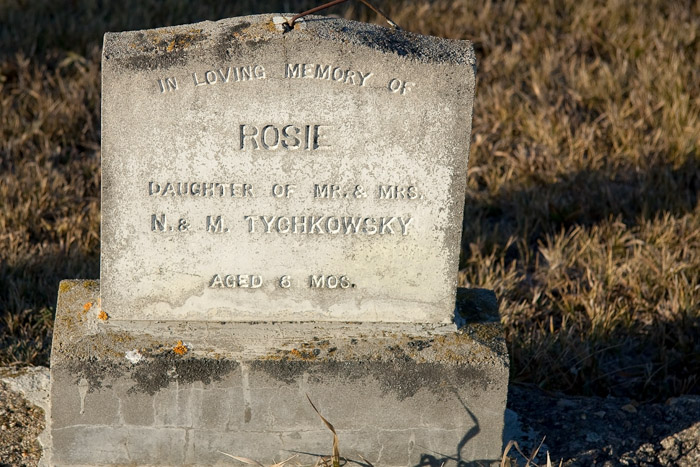 IN LOVING MEMORY OF
ROSIE
DAUGHTER OF MR. & MRS.
N. & M. TYCHKOWSKY
AGED 6 MOS.